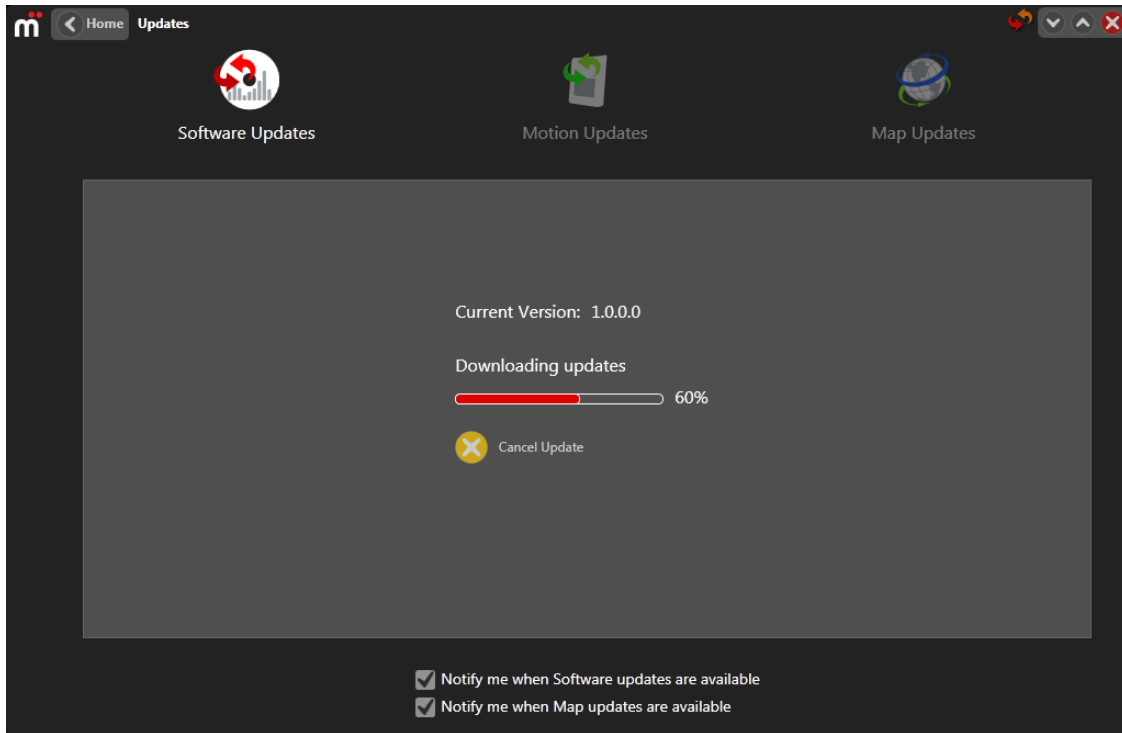 m Home Updates
Software Updates Motion Updates Map Updates
Current Version: 1.0.0.0
Downloading updates
60%
Cancel Update
Notify me when Software updates are available
Notify me when Map updates are available